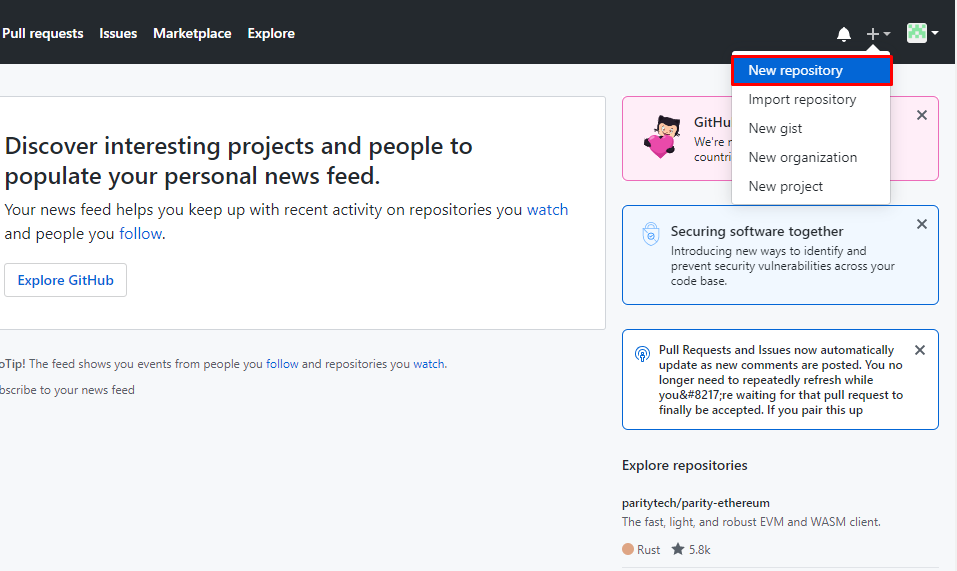 Pull requests Issues Marketplace Explore
New repository
Import repository
New gist
New organization
New project
Discover interesting projects and people to
populate your personal news feed.
Your news feed helps you keep up with recent activity on repositories you watch
and people you follow.
Explore GitHub
oTip! The feed shows you events from people you follow and repositories you watch.
bscribe to your news feed
GitHu
We're
countri
Securing software together
Introducing new ways to identify and
prevent security vulnerabilities across your
code base.
Pull Requests and Issues now automatically
update as new comments are posted. You no
longer need to repeatedly refresh while
you&#8217;re waiting for that pull request to
finally be accepted. If you pair this up
Explore repositories
paritytech/parity-ethereum
The fast, light, and robust EVM and WASM client.
Rust 5.8k